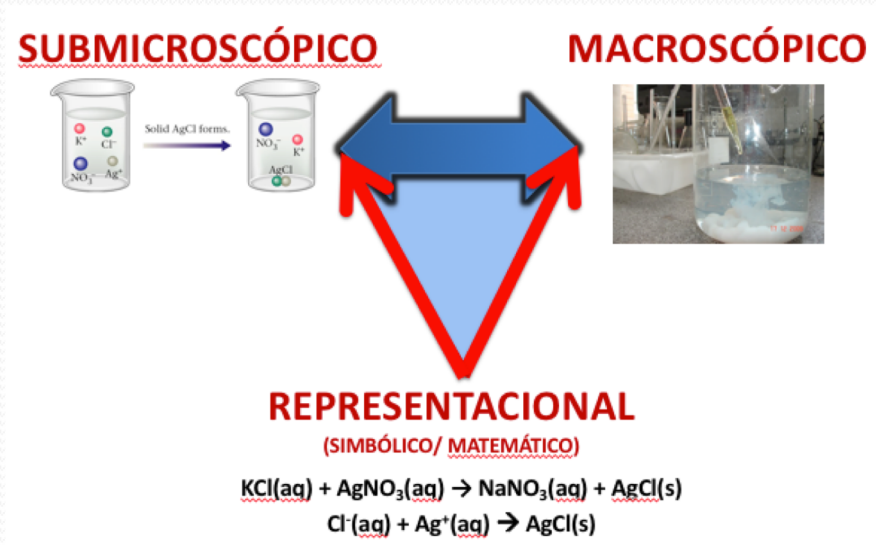 SUBMICROSCÓPICO
MACROSCÓPICO
K⁺
Cl⁻
NO₃⁻
Ag⁺
Solid AgCl forms.
NO₃⁻
K⁺
AgCl
REPRESENTACIONAL
(SIMBÓLICO/ MATEMÁTICO)
KCl(aq) + AgNO₃(aq) → NaNO₃(aq) + AgCl(s)
Cl⁻(aq) + Ag⁺(aq) → AgCl(s)